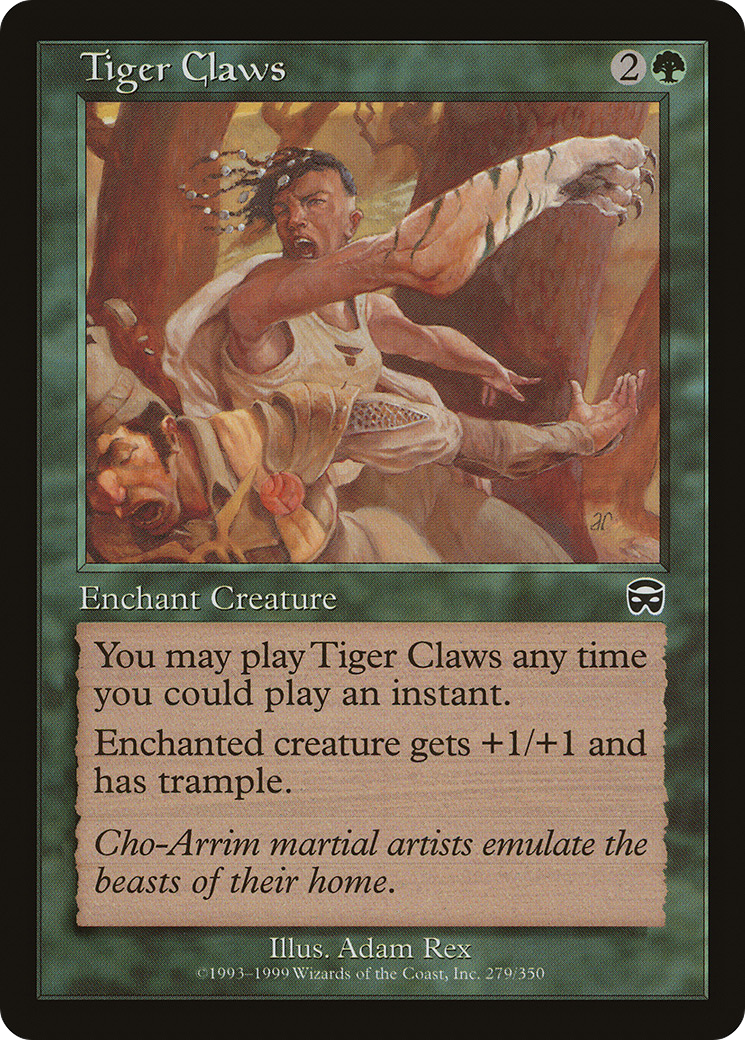 Tiger Claws
2
Enchant Creature
You may play Tiger Claws any time
you could play an instant.
Enchanted creature gets +1/+1 and
has trample.
Cho-Arrim martial artists emulate the
beasts of their home.
Illus. Adam Rex
©1993–1999 Wizards of the Coast, Inc. 279/350